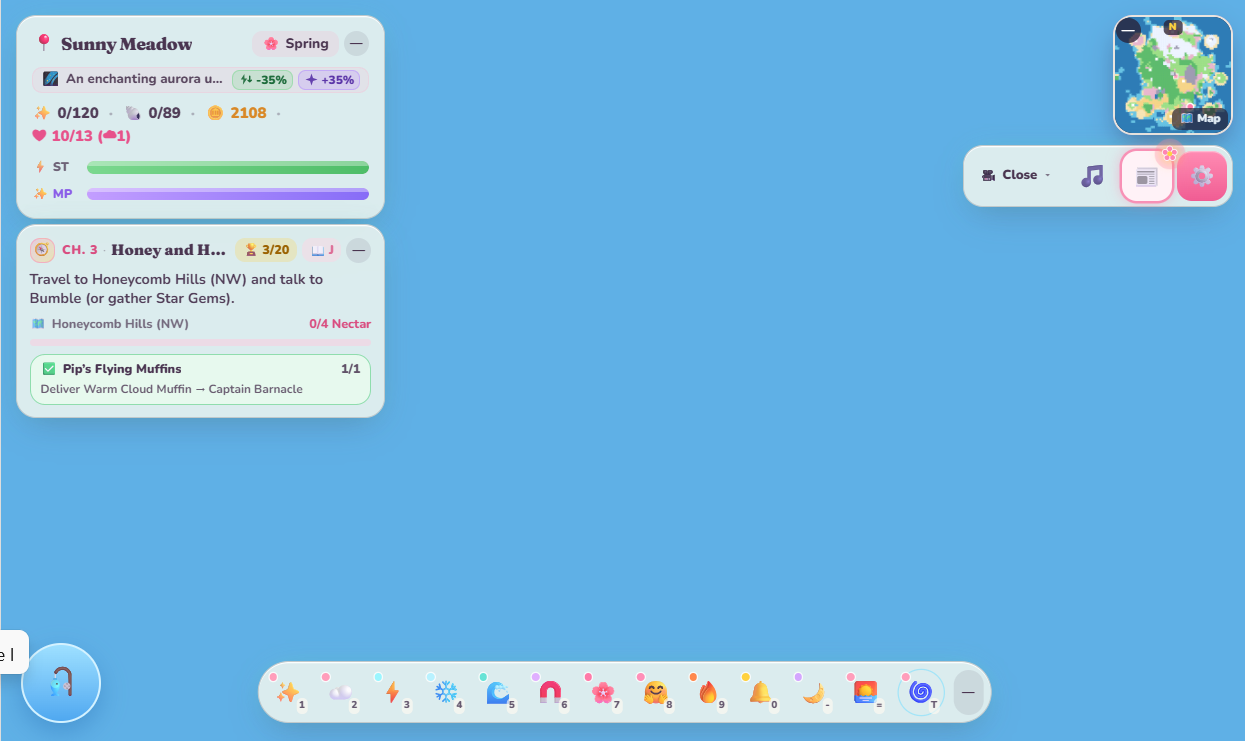 Sunny Meadow
Spring
An enchanting aurora u...
-35%
+35%
0/120 · 0/89 · 2108 ·
10/13 (1)
ST
MP
CH. 3 · Honey and H...
3/20
J
Travel to Honeycomb Hills (NW) and talk to
Bumble (or gather Star Gems).
Honeycomb Hills (NW)
0/4 Nectar
Pip's Flying Muffins
1/1
Deliver Warm Cloud Muffin → Captain Barnacle
N
Map
Close
1
2
3
4
5
6
7
8
9
0
-
=
T